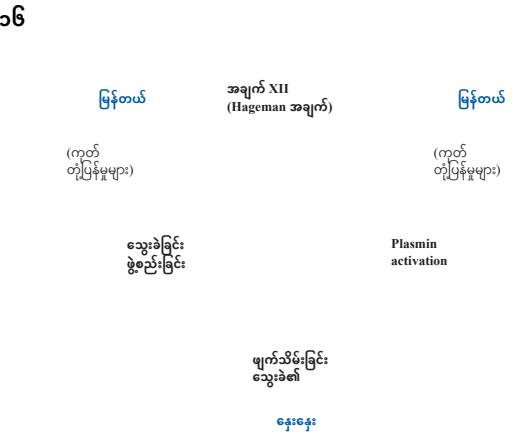 ၁၆
မြန်တယ်
အချက် XII
(Hageman အချက်)
မြန်တယ်
(ကုတ်
တုံ့ပြန်မှုများ)
(ကုတ်
တုံ့ပြန်မှုများ)
သွေးခဲခြင်း
ဖွဲ့စည်းခြင်း
Plasmin
activation
ဖျက်သိမ်းခြင်း
သွေးခဲ၏
နှေးနှေး